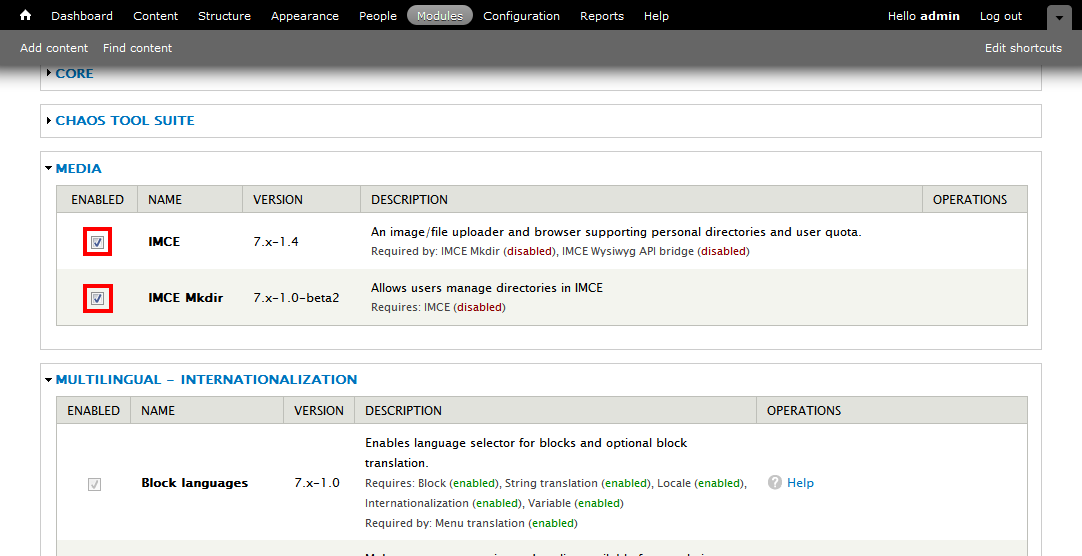 Dashboard Content Structure Appearance People Modules Configuration Reports Help Hello admin Log out
Add content Find content Edit shortcuts
CORE
CHAOS TOOL SUITE
MEDIA
ENABLED NAME VERSION DESCRIPTION OPERATIONS
IMCE 7.x-1.4 An image/file uploader and browser supporting personal directories and user quota.
Required by: IMCE Mkdir (disabled), IMCE Wysiwyg API bridge (disabled)
IMCE Mkdir 7.x-1.0-beta2 Allows users manage directories in IMCE
Requires: IMCE (disabled)
MULTILINGUAL - INTERNATIONALIZATION
ENABLED NAME VERSION DESCRIPTION OPERATIONS
Enables language selector for blocks and optional block
translation.
Block languages 7.x-1.0 Requires: Block (enabled), String translation (enabled), Locale (enabled), Help
Internationalization (enabled), Variable (enabled)
Required by: Menu translation (enabled)